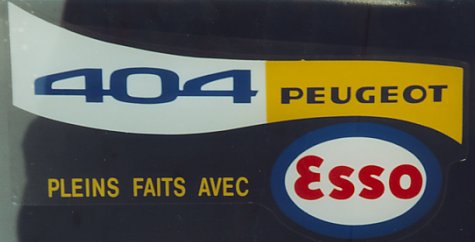 404 PEUGEOT
PLEINS FAITS AVEC Esso